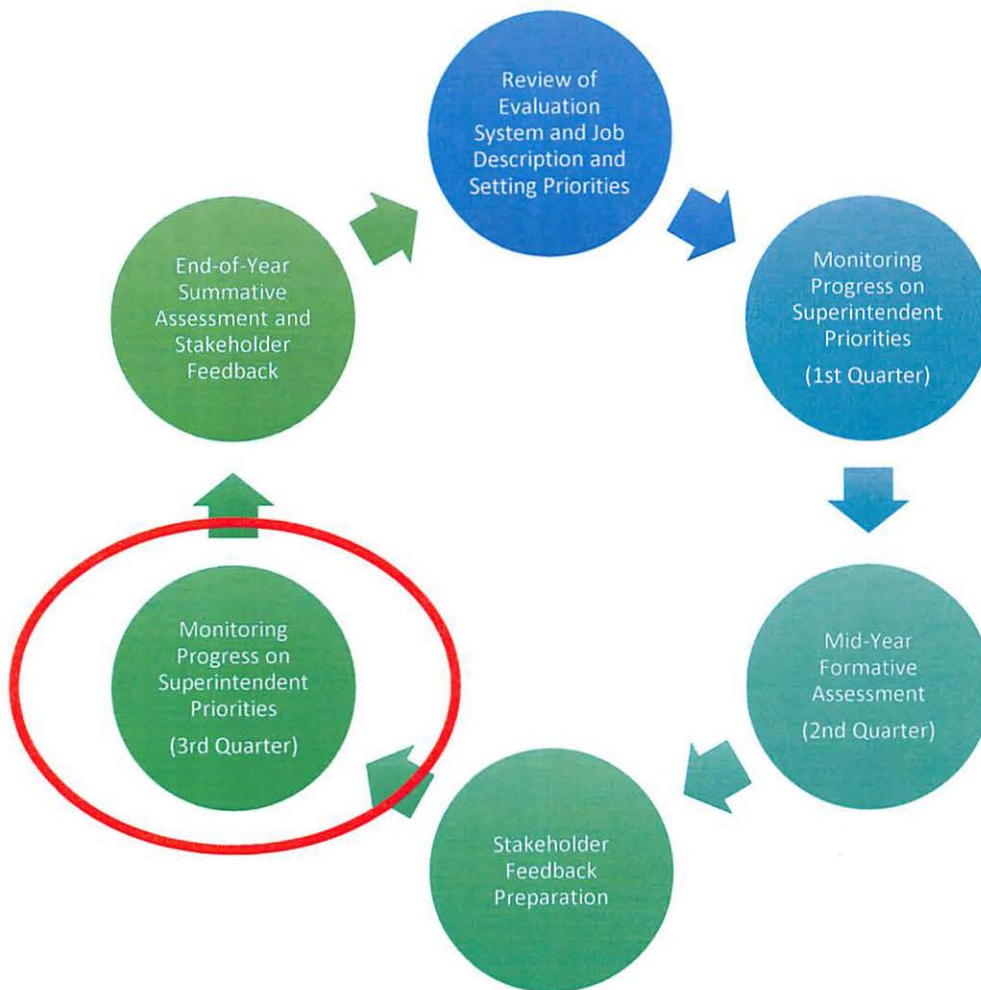 Review of
Evaluation
System and Job
Description and
Setting Priorities
Monitoring
Progress on
Superintendent
Priorities
(1st Quarter)
Mid-Year
Formative
Assessment
(2nd Quarter)
Stakeholder
Feedback
Preparation
Monitoring
Progress on
Superintendent
Priorities
(3rd Quarter)
End-of-Year
Summative
Assessment and
Stakeholder
Feedback